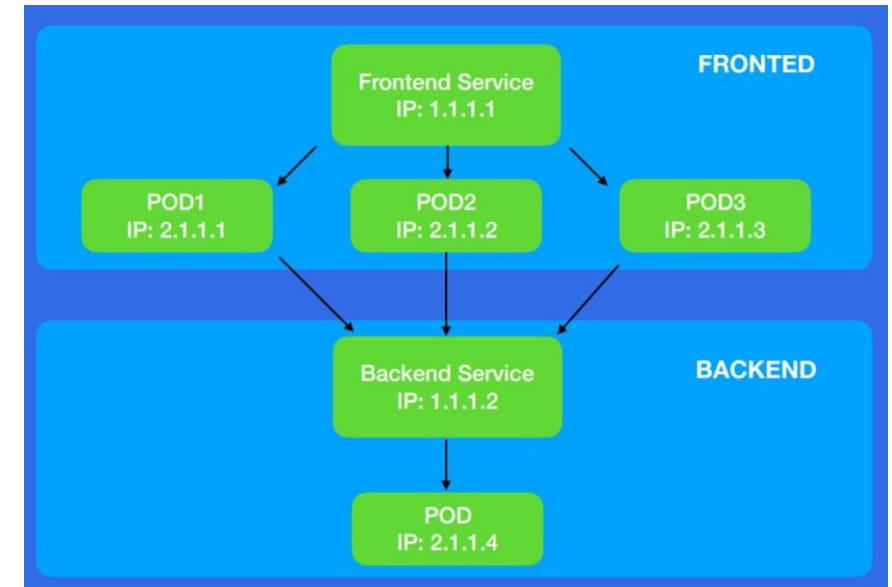 FRONTED
Frontend Service
IP: 1.1.1.1
POD1
IP: 2.1.1.1
POD2
IP: 2.1.1.2
POD3
IP: 2.1.1.3
BACKEND
Backend Service
IP: 1.1.1.2
POD
IP: 2.1.1.4